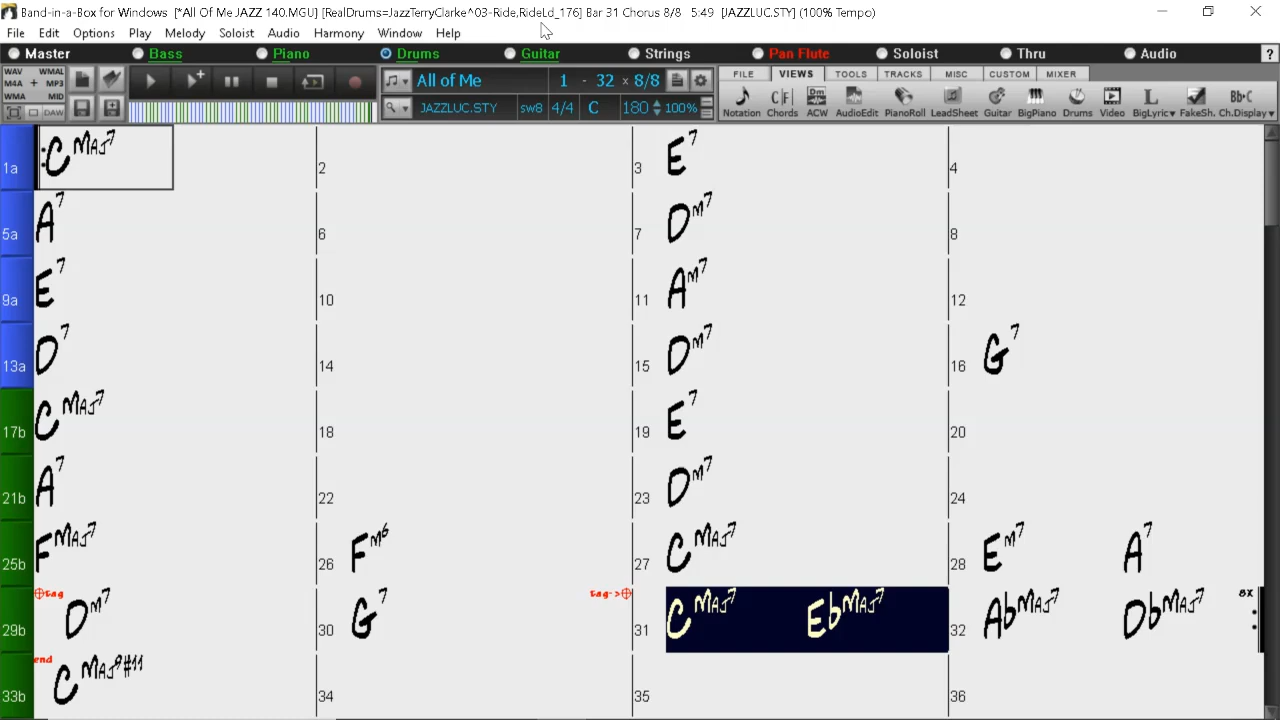 Band-in-a-Box for Windows [*All Of Me JAZZ 140.MGU] [RealDrums=JazzTerryClarke^03-Ride,RideLd_176] Bar 31 Chorus 8/8 5:49 [JAZZLUC.STY] (100% Tempo)
File Edit Options Play Melody Soloist Audio Harmony Window Help
Master Bass Piano Drums Guitar Strings Pan Flute Soloist Thru Audio ?
WAV WMAL
M4A + MP3
WMA MID
DAW
All of Me 1 - 32 x 8/8
JAZZLUC.STY sw8 4/4 C 180 100%
FILE VIEWS TOOLS TRACKS MISC CUSTOM MIXER
C|F| Dm Bb▸C
Notation Chords ACW AudioEdit PianoRoll LeadSheet Guitar BigPiano Drums Video BigLyric▾ FakeSh. Ch.Display▾
1a :CMAJ7 2 3 E7 4
5a A7 6 7 DM7 8
9a E7 10 11 AM7 12
13a D7 14 15 DM7 16 G7
17b CMAJ7 18 19 E7 20
21b A7 22 23 DM7 24
25b FMAJ7 26 FM6 27 CMAJ7 28 EM7 A7
tag tag-> 8X
29b DM7 30 G7 31 CMAJ7 EbMAJ7 32 AbMAJ7 DbMAJ7 :
end
33b CMAJ9#11 34 35 36